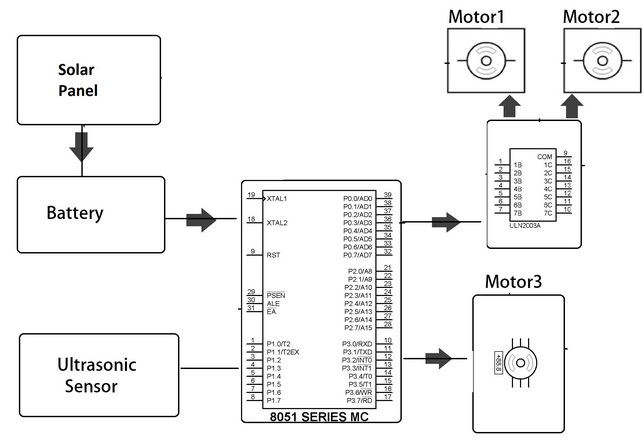 Motor1
Motor2
Solar
Panel
Battery
19 XTAL1
18 XTAL2
9 RST
29 PSEN
30 ALE
31 EA
1 P1.0/T2
2 P1.1/T2EX
3 P1.2
4 P1.3
5 P1.4
6 P1.5
7 P1.6
8 P1.7
P0.0/AD0 39
P0.1/AD1 38
P0.2/AD2 37
P0.3/AD3 36
P0.4/AD4 35
P0.5/AD5 34
P0.6/AD6 33
P0.7/AD7 32
P2.0/A8 21
P2.1/A9 22
P2.2/A10 23
P2.3/A11 24
P2.4/A12 25
P2.5/A13 26
P2.6/A14 27
P2.7/A15 28
P3.0/RXD 10
P3.1/TXD 11
P3.2/INT0 12
P3.3/INT1 13
P3.4/T0 14
P3.5/T1 15
P3.6/WR 16
P3.7/RD 17
8051 SERIES MC
COM 9
1 1B 1C 16
2 2B 2C 15
3 3B 3C 14
4 4B 4C 13
5 5B 5C 12
6 6B 8C 11
7 7B 7C 10
ULN2003A
Motor3
+88.8
Ultrasonic
Sensor